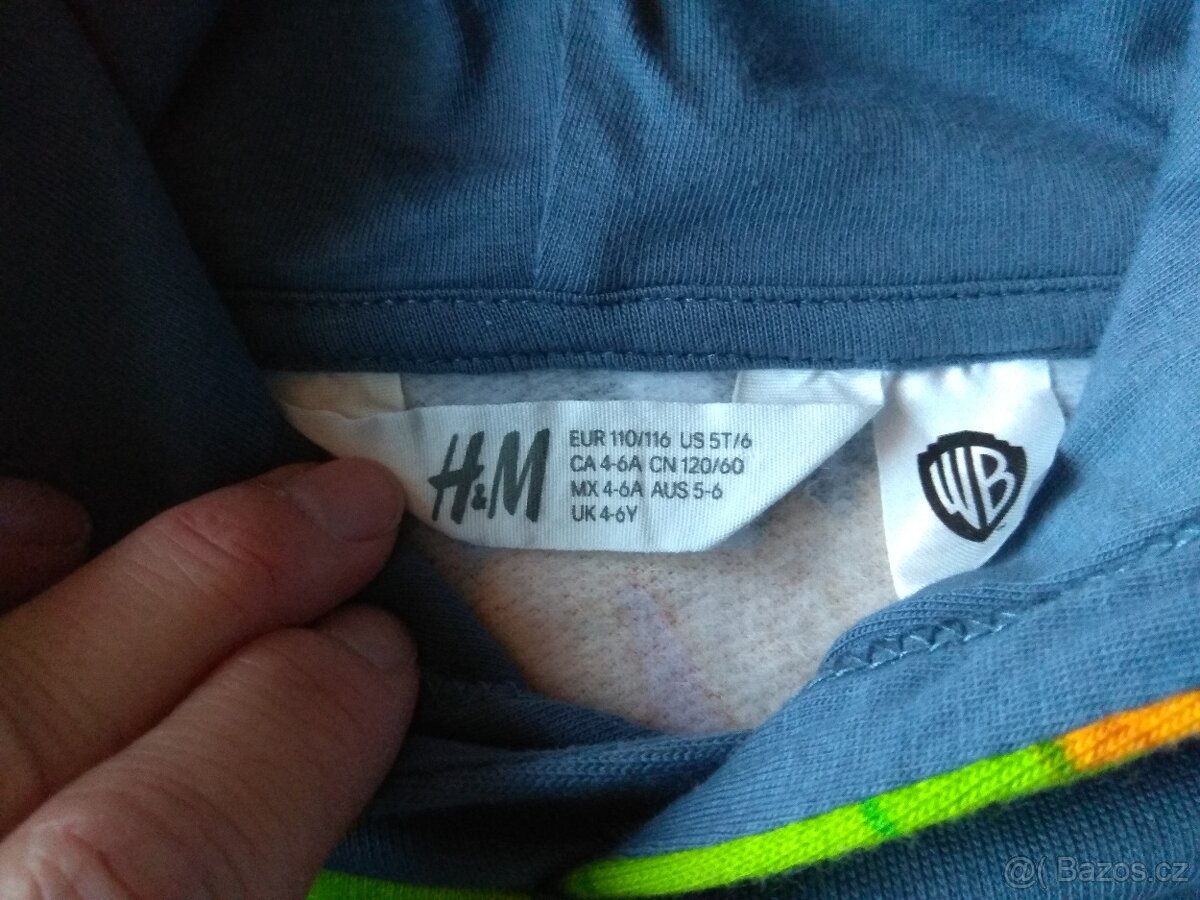 H&M
EUR 110/116 US 5T/6
CA 4-6A CN 120/60
MX 4-6A AUS 5-6
UK 4-6Y
WB
@( Bazos.cz